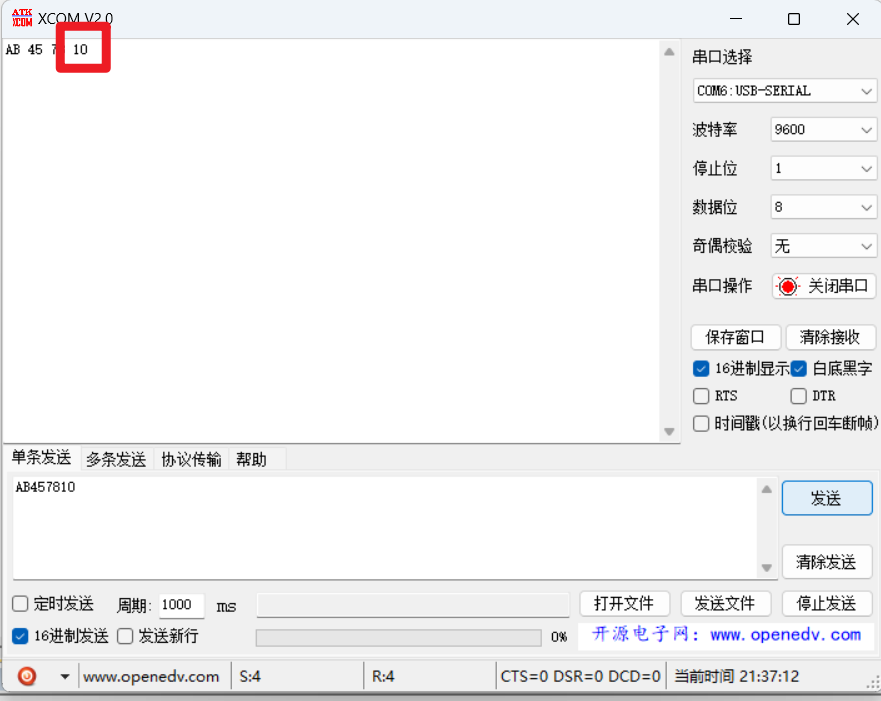 ATK XCOM XCOM V2.0
AB 45 10
串口选择
COM6:USB-SERIAL
波特率 9600
停止位 1
数据位 8
奇偶校验 无
串口操作 关闭串口
保存窗口 清除接收
16进制显示 白底黑字
RTS DTR
时间戳(以换行回车断帧)
单条发送 多条发送 协议传输 帮助
AB457810
发送
清除发送
定时发送 周期: 1000 ms 打开文件 发送文件 停止发送
16进制发送 发送新行 0% 开源电子网：www.openedv.com
www.openedv.com S:4 R:4 CTS=0 DSR=0 DCD=0 当前时间 21:37:12